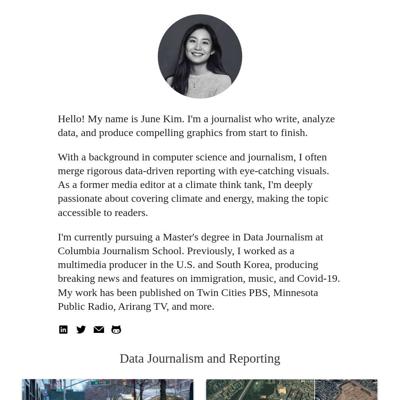 Hello! My name is June Kim. I'm a journalist who write, analyze
data, and produce compelling graphics from start to finish.
With a background in computer science and journalism, I often
merge rigorous data-driven reporting with eye-catching visuals.
As a former media editor at a climate think tank, I'm deeply
passionate about covering climate and energy, making the topic
accessible to readers.
I'm currently pursuing a Master's degree in Data Journalism at
Columbia Journalism School. Previously, I worked as a
multimedia producer in the U.S. and South Korea, producing
breaking news and features on immigration, music, and Covid-19.
My work has been published on Twin Cities PBS, Minnesota
Public Radio, Arirang TV, and more.
Data Journalism and Reporting